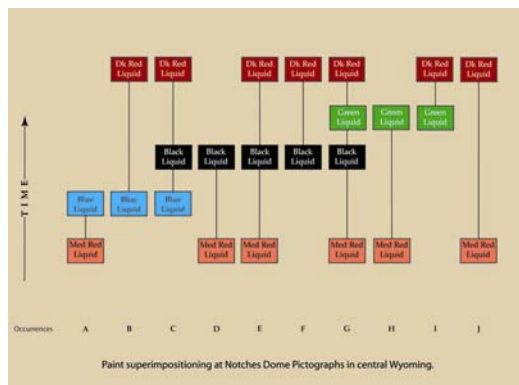 Dk Red Dk Red Dk Red Dk Red Dk Red Dk Red Dk Red
Liquid Liquid Liquid Liquid Liquid Liquid Liquid
Green Green Green
Liquid Liquid Liquid
Black Black Black Black Black
Liquid Liquid Liquid Liquid Liquid
TIME
Blue Blue Blue
Liquid Liquid Liquid
Med Red Med Red Med Red Med Red Med Red Med Red
Liquid Liquid Liquid Liquid Liquid Liquid
Occurrences A B C D E F G H I J
Paint superimpositioning at Notches Dome Pictographs in central Wyoming.